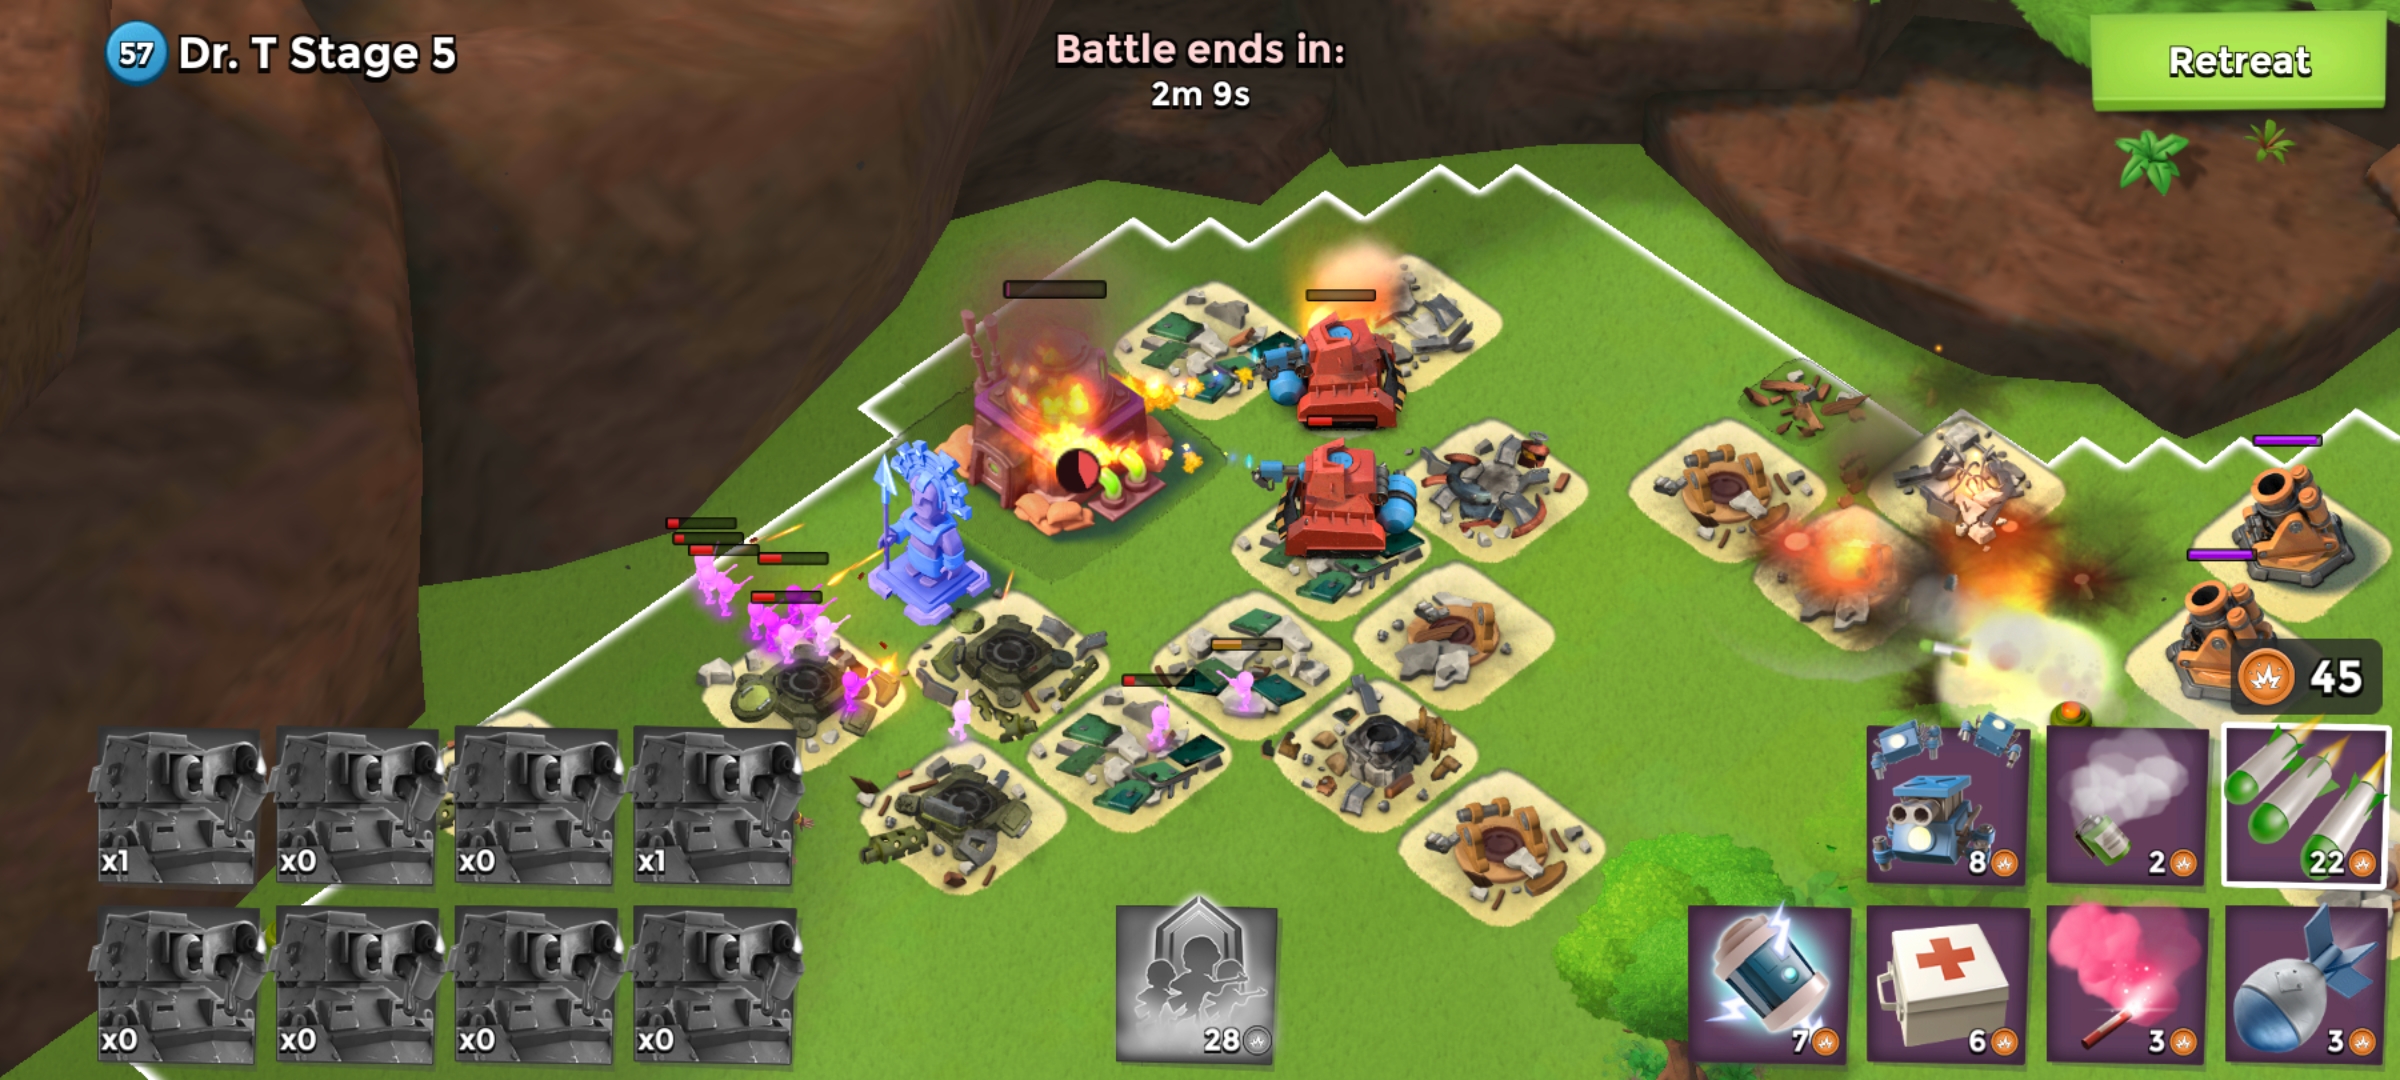 57 Dr. T Stage 5
Battle ends in:
2m 9s
Retreat
45
x1 x0 x0 x1
8 2 22
x0 x0 x0 x0
28
7 6 3 3